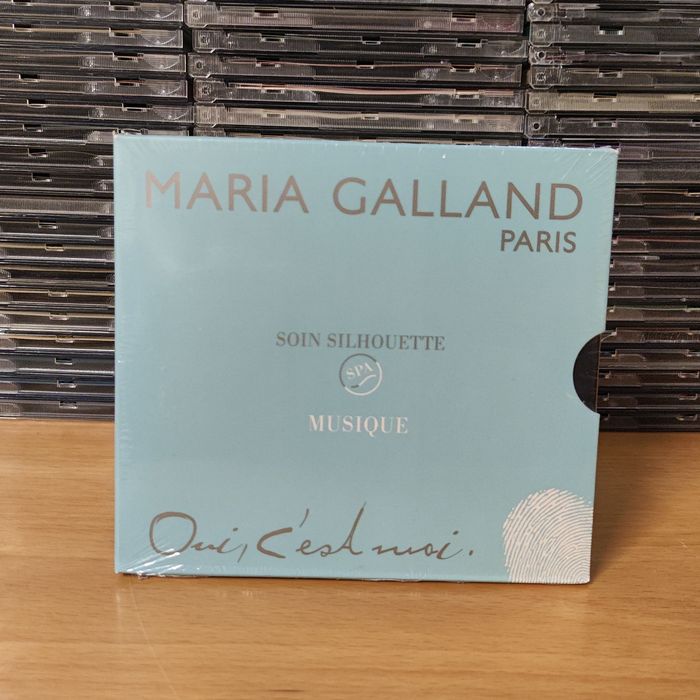 MARIA GALLAND
PARIS
SOIN SILHOUETTE
SPA
MUSIQUE
Oui, c'est moi.